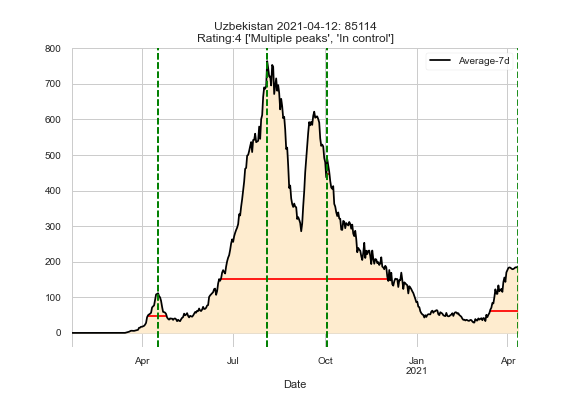 Uzbekistan 2021-04-12: 85114
Rating:4 ['Multiple peaks', 'In control']
800
700
600
500
400
300
200
100
0
Average-7d
Apr
Jul
Oct
Jan
2021
Apr
Date